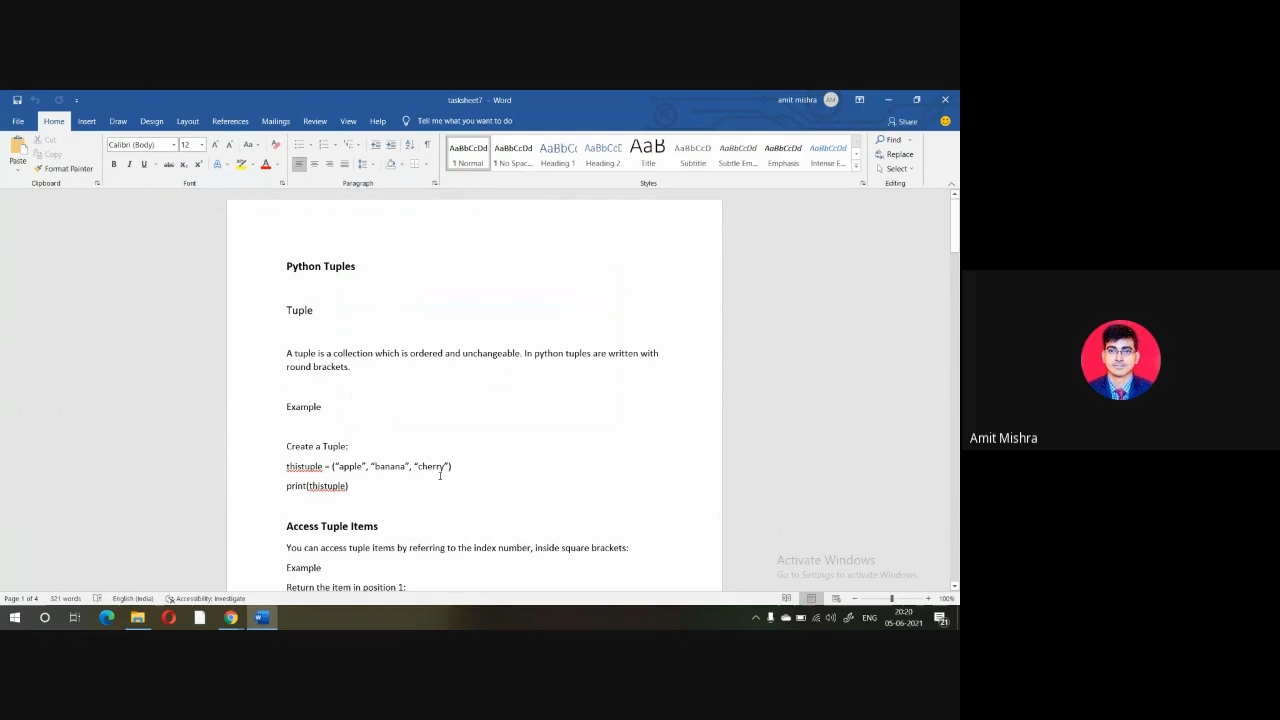 tasksheet7 - Word
amit mishra
AM
File Home Insert Draw Design Layout References Mailings Review View Help Tell me what you want to do
Share
Paste
Cut
Copy
Format Painter
Clipboard
Calibri (Body) 12
Font
Paragraph
AaBbCcDd AaBbCcDd AaBbC( AaBbCcC AaB AaBbCcD AaBbCcDd AaBbCcDd AaBbCcDd
¶ Normal ¶ No Spac... Heading 1 Heading 2 Title Subtitle Subtle Em... Emphasis Intense E...
Styles
Find
Replace
Select
Editing
Python Tuples
Tuple
A tuple is a collection which is ordered and unchangeable. In python tuples are written with
round brackets.
Example
Create a Tuple:
thistuple = (“apple”, “banana”, “cherry”)
print(thistuple)
Access Tuple Items
You can access tuple items by referring to the index number, inside square brackets:
Example
Return the item in position 1:
Activate Windows
Go to Settings to activate Windows.
Page 1 of 4 321 words English (India) Accessibility: Investigate 100%
ENG
20:20
05-06-2021
21
Amit Mishra